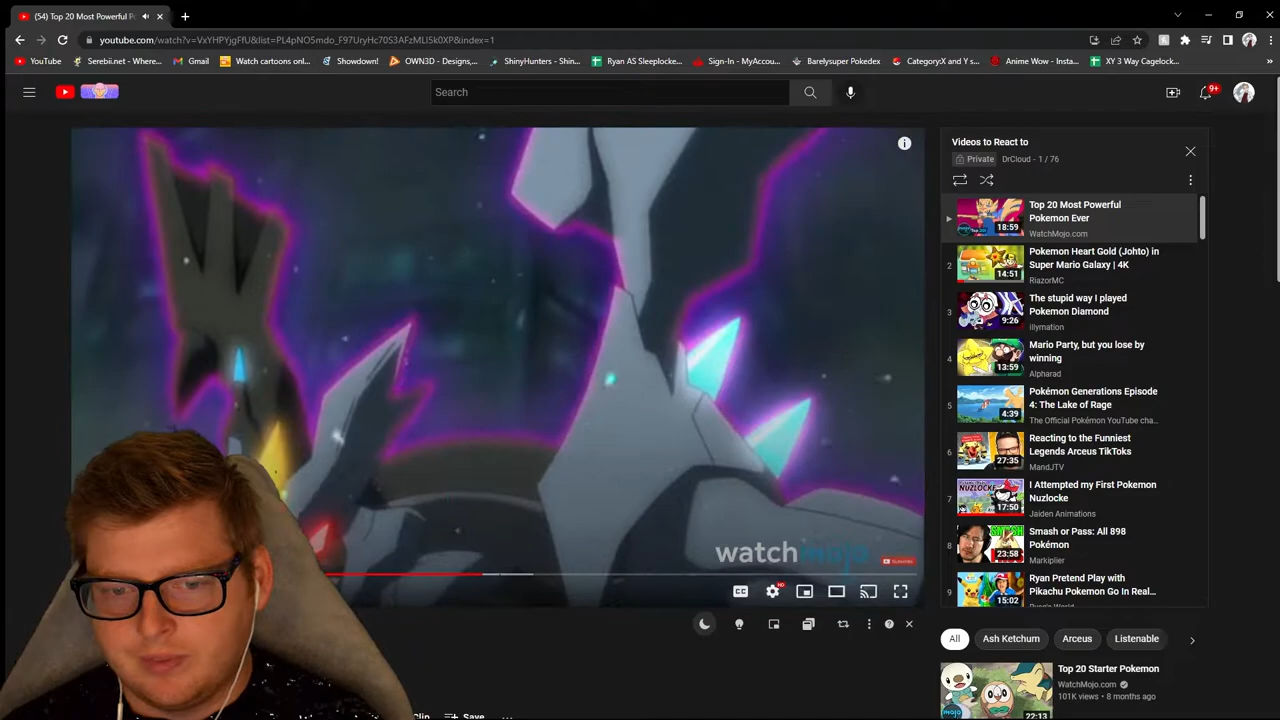 (54) Top 20 Most Powerful P
youtube.com/watch?v=VxYHPYjgFfU&list=PL4pNO5mdo_F97UryHc70S3AFzMLl5k0XP&index=1
YouTube
Serebii.net - Where...
Gmail
Watch cartoons onl...
Showdown!
OWN3D - Designs,...
ShinyHunters - Shin...
Ryan AS Sleeplocke...
Sign-In - MyAccou...
Barelysuper Pokedex
CategoryX and Y s...
Anime Wow - Insta...
XY 3 Way Cagelock...
»
Search
9+
Videos to React to
Private DrCloud - 1 / 76
Top 20 Most Powerful
Pokemon Ever
WatchMojo.com
18:59
2
Pokemon Heart Gold (Johto) in
Super Mario Galaxy | 4K
RiazorMC
14:51
3
The stupid way I played
Pokemon Diamond
illymation
9:26
4
Mario Party, but you lose by
winning
Alpharad
13:59
5
Pokémon Generations Episode
4: The Lake of Rage
The Official Pokémon YouTube cha...
4:39
6
Reacting to the Funniest
Legends Arceus TikToks
MandJTV
27:35
7
I Attempted my First Pokemon
Nuzlocke
Jaiden Animations
17:50
8
Smash or Pass: All 898
Pokémon
Markiplier
23:58
9
Ryan Pretend Play with
Pikachu Pokemon Go In Real...
15:02
watchmojo
SUBSCRIBE
CC
HD
All
Ash Ketchum
Arceus
Listenable
Top 20 Starter Pokemon
WatchMojo.com
101K views • 8 months ago
22:13
Clip
Save